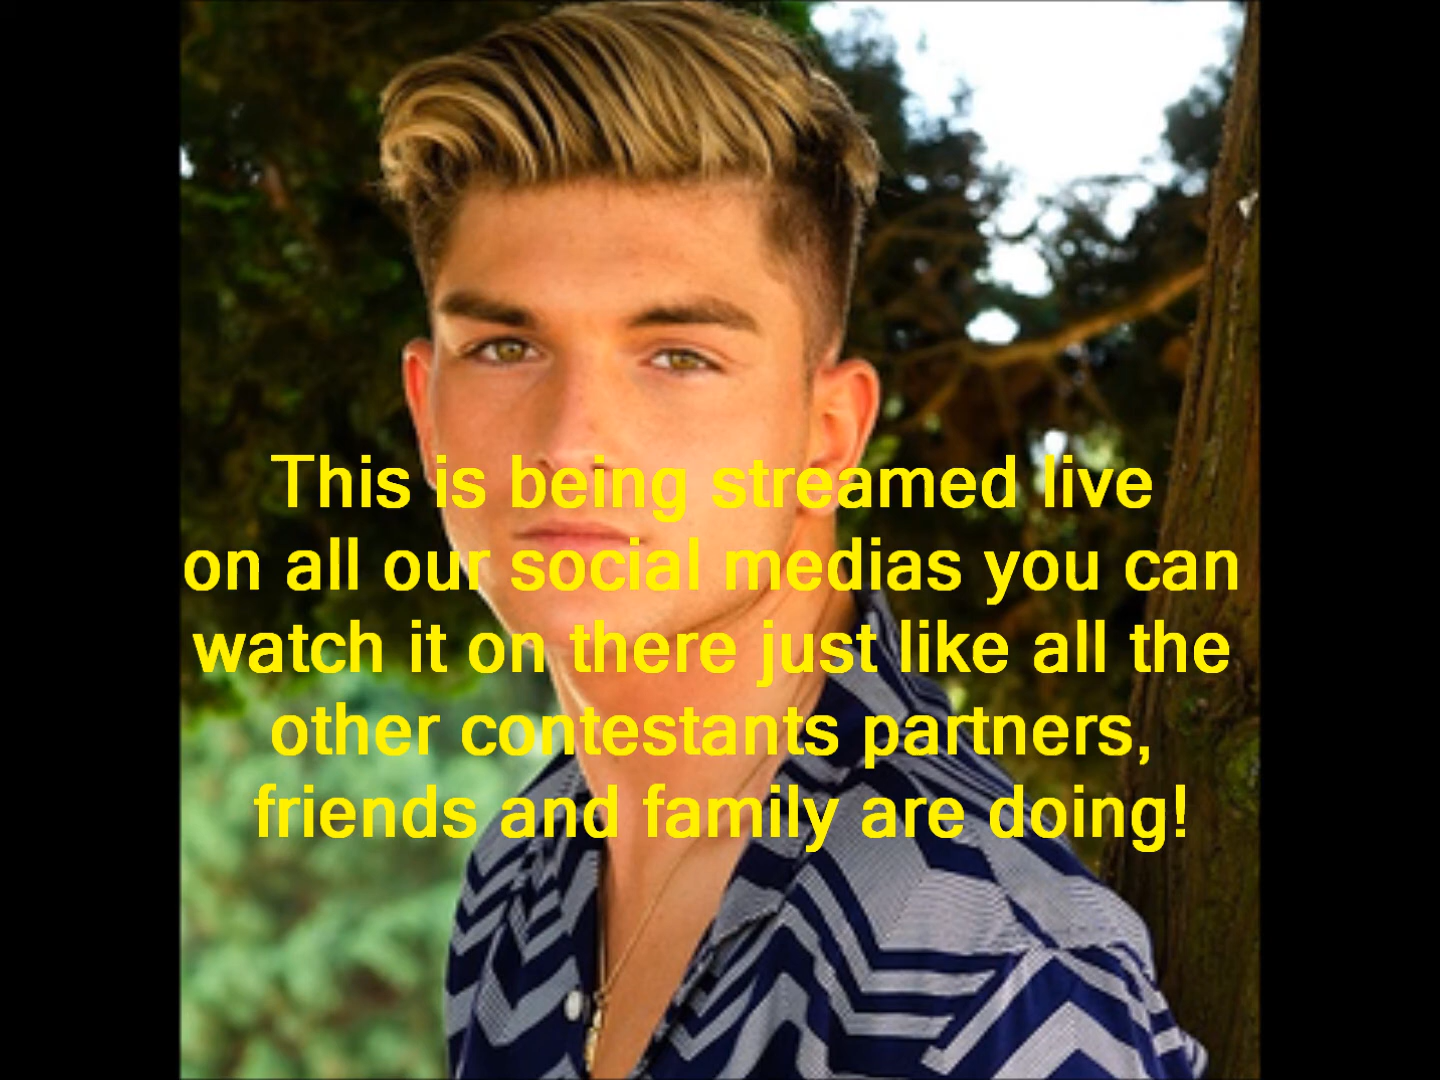 This is being streamed live
on all our social medias you can
watch it on there just like all the
other contestants partners,
friends and family are doing!